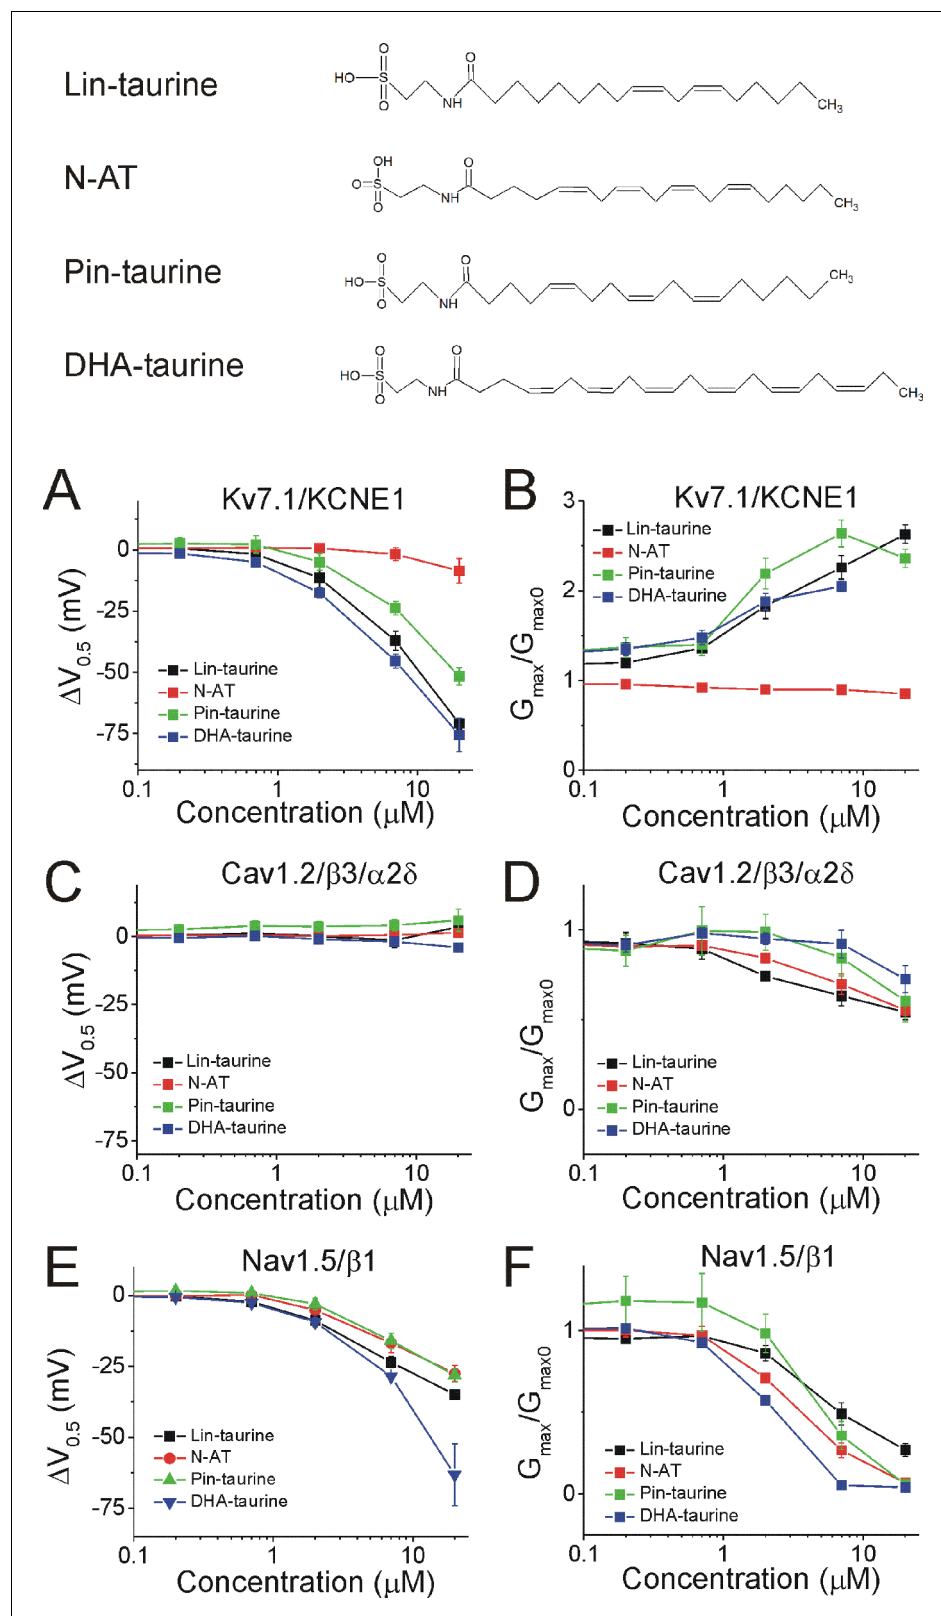 Lin-taurine
HO S O O NH O CH3
N-AT
OH O S O NH O CH3
Pin-taurine
HO S O O NH O CH3
DHA-taurine
HO S O O NH O CH3
A
Kv7.1/KCNE1
ΔV0.5 (mV)
0
-25
-50
-75
Lin-taurine
N-AT
Pin-taurine
DHA-taurine
0.1 1 10
Concentration (μM)
B
Kv7.1/KCNE1
Gmax/Gmax0
3
2
1
0
Lin-taurine
N-AT
Pin-taurine
DHA-taurine
0.1 1 10
Concentration (μM)
C
Cav1.2/β3/α2δ
ΔV0.5 (mV)
0
-25
-50
-75
Lin-taurine
N-AT
Pin-taurine
DHA-taurine
0.1 1 10
Concentration (μM)
D
Cav1.2/β3/α2δ
Gmax/Gmax0
1
0
Lin-taurine
N-AT
Pin-taurine
DHA-taurine
0.1 1 10
Concentration (μM)
E
Nav1.5/β1
ΔV0.5 (mV)
0
-25
-50
-75
Lin-taurine
N-AT
Pin-taurine
DHA-taurine
0.1 1 10
Concentration (μM)
F
Nav1.5/β1
Gmax/Gmax0
1
0
Lin-taurine
N-AT
Pin-taurine
DHA-taurine
0.1 1 10
Concentration (μM)